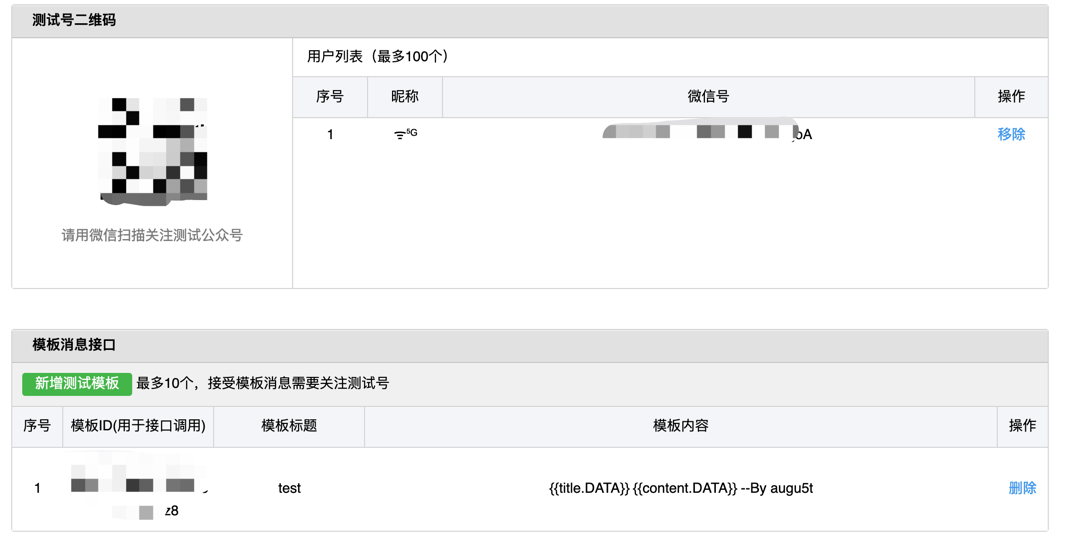 测试号二维码
请用微信扫描关注测试公众号
用户列表（最多100个）
序号 昵称 微信号 操作
1 5G oA 移除
模板消息接口
新增测试模板 最多10个，接受模板消息需要关注测试号
序号 模板ID(用于接口调用) 模板标题 模板内容 操作
1 test {{title.DATA}} {{content.DATA}} --By augu5t 删除
z8